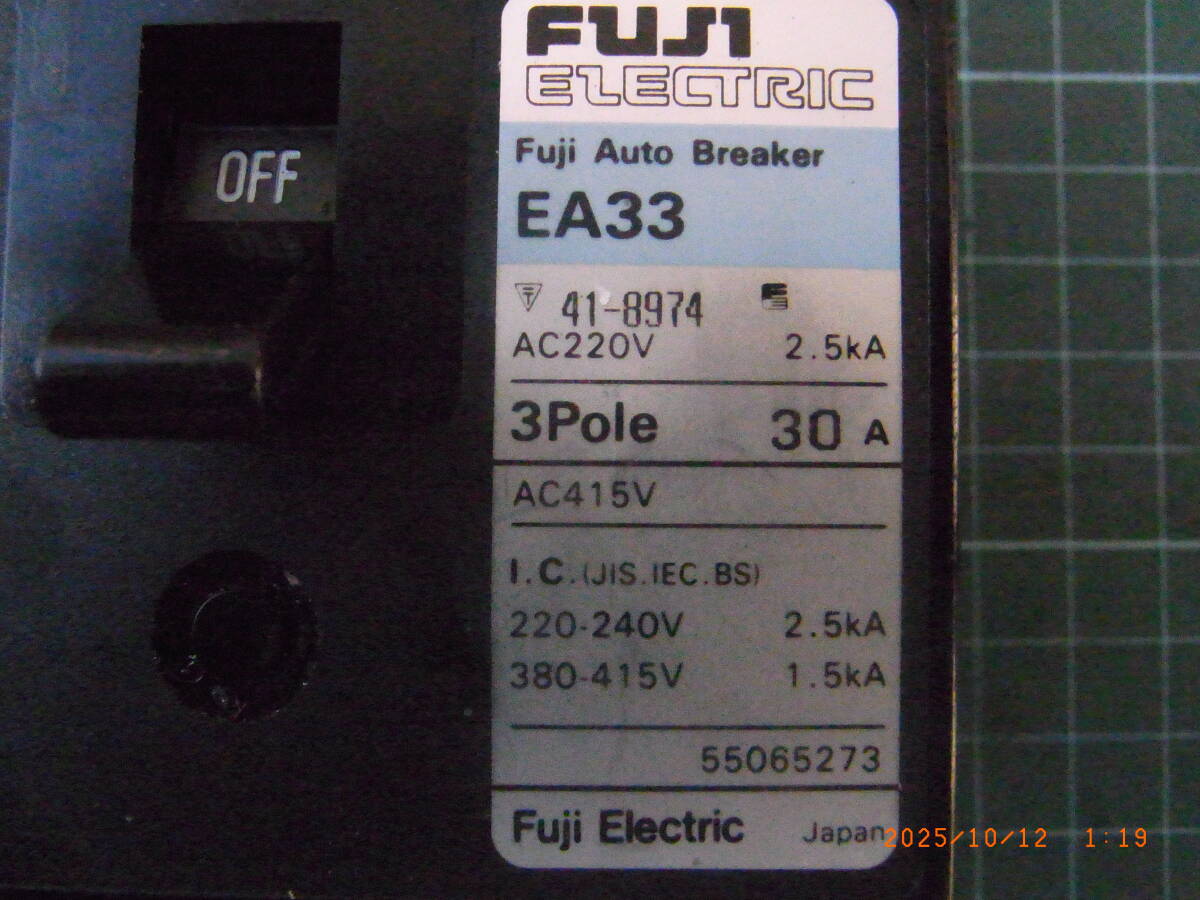 FUJI
ELECTRIC
Fuji Auto Breaker
EA33
OFF
41-8974
AC220V 2.5kA
3Pole 30 A
AC415V
I.C.(JIS.IEC.BS)
220-240V 2.5kA
380-415V 1.5kA
55065273
Fuji Electric Japan
2025/10/12 1:19